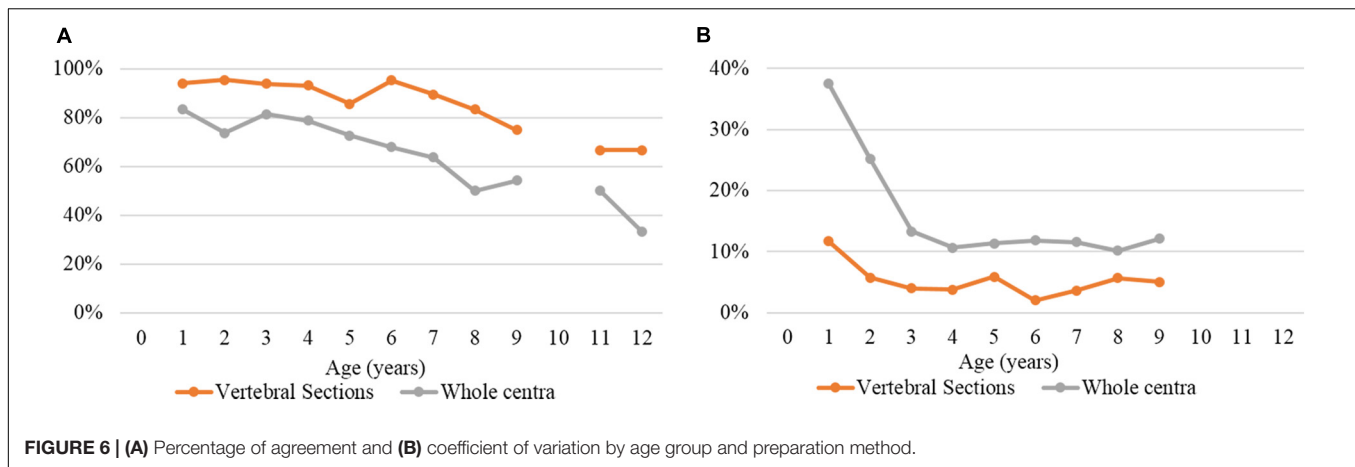 A
100%
80%
60%
40%
20%
0%
0 1 2 3 4 5 6 7 8 9 10 11 12
Age (years)
Vertebral Sections Whole centra
B
40%
30%
20%
10%
0%
0 1 2 3 4 5 6 7 8 9 10 11 12
Age (years)
Vertebral Sections Whole centra
FIGURE 6 | (A) Percentage of agreement and (B) coefficient of variation by age group and preparation method.